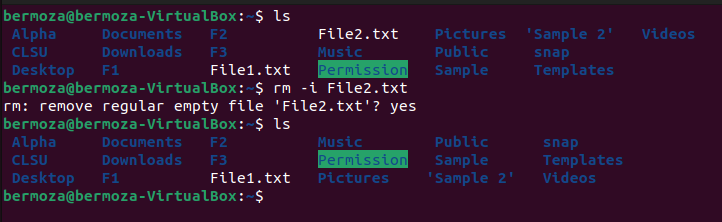 bermoza@bermoza-VirtualBox:~$ ls
Alpha Documents F2 File2.txt Pictures 'Sample 2' Videos
CLSU Downloads F3 Music Public snap
Desktop F1 File1.txt Permission Sample Templates
bermoza@bermoza-VirtualBox:~$ rm -i File2.txt
rm: remove regular empty file 'File2.txt'? yes
bermoza@bermoza-VirtualBox:~$ ls
Alpha Documents F2 Music Public snap
CLSU Downloads F3 Permission Sample Templates
Desktop F1 File1.txt Pictures 'Sample 2' Videos
bermoza@bermoza-VirtualBox:~$